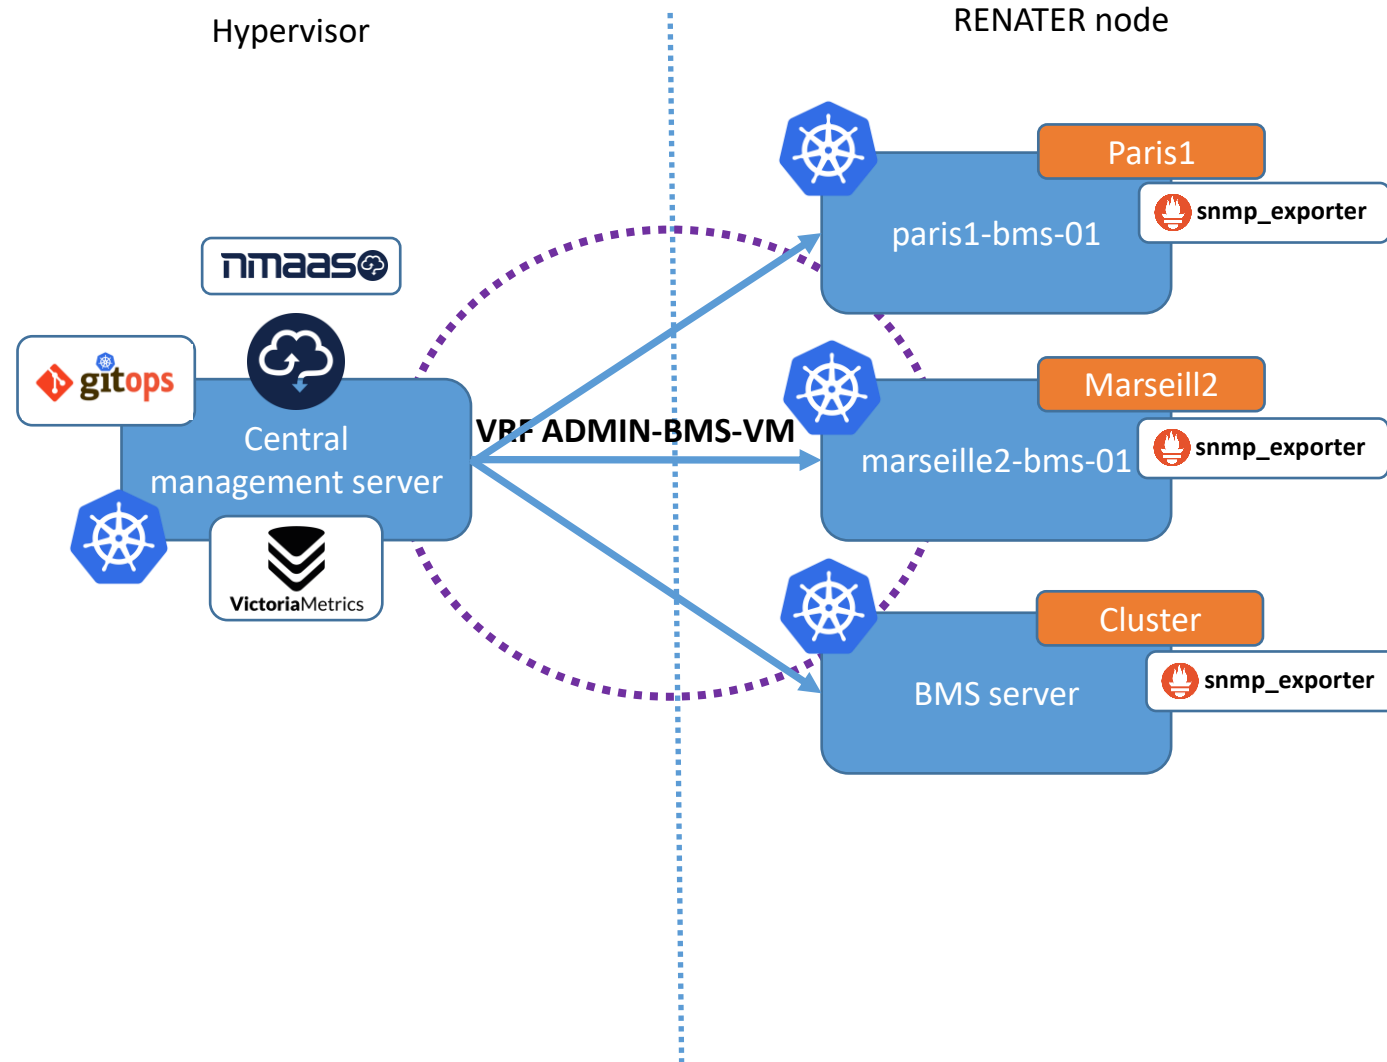 Hypervisor
RENATER node
nmaas
gitops
Central
management server
VictoriaMetrics
VRF ADMIN-BMS-VM
Paris1
snmp_exporter
paris1-bms-01
Marseill2
snmp_exporter
marseille2-bms-01
Cluster
snmp_exporter
BMS server